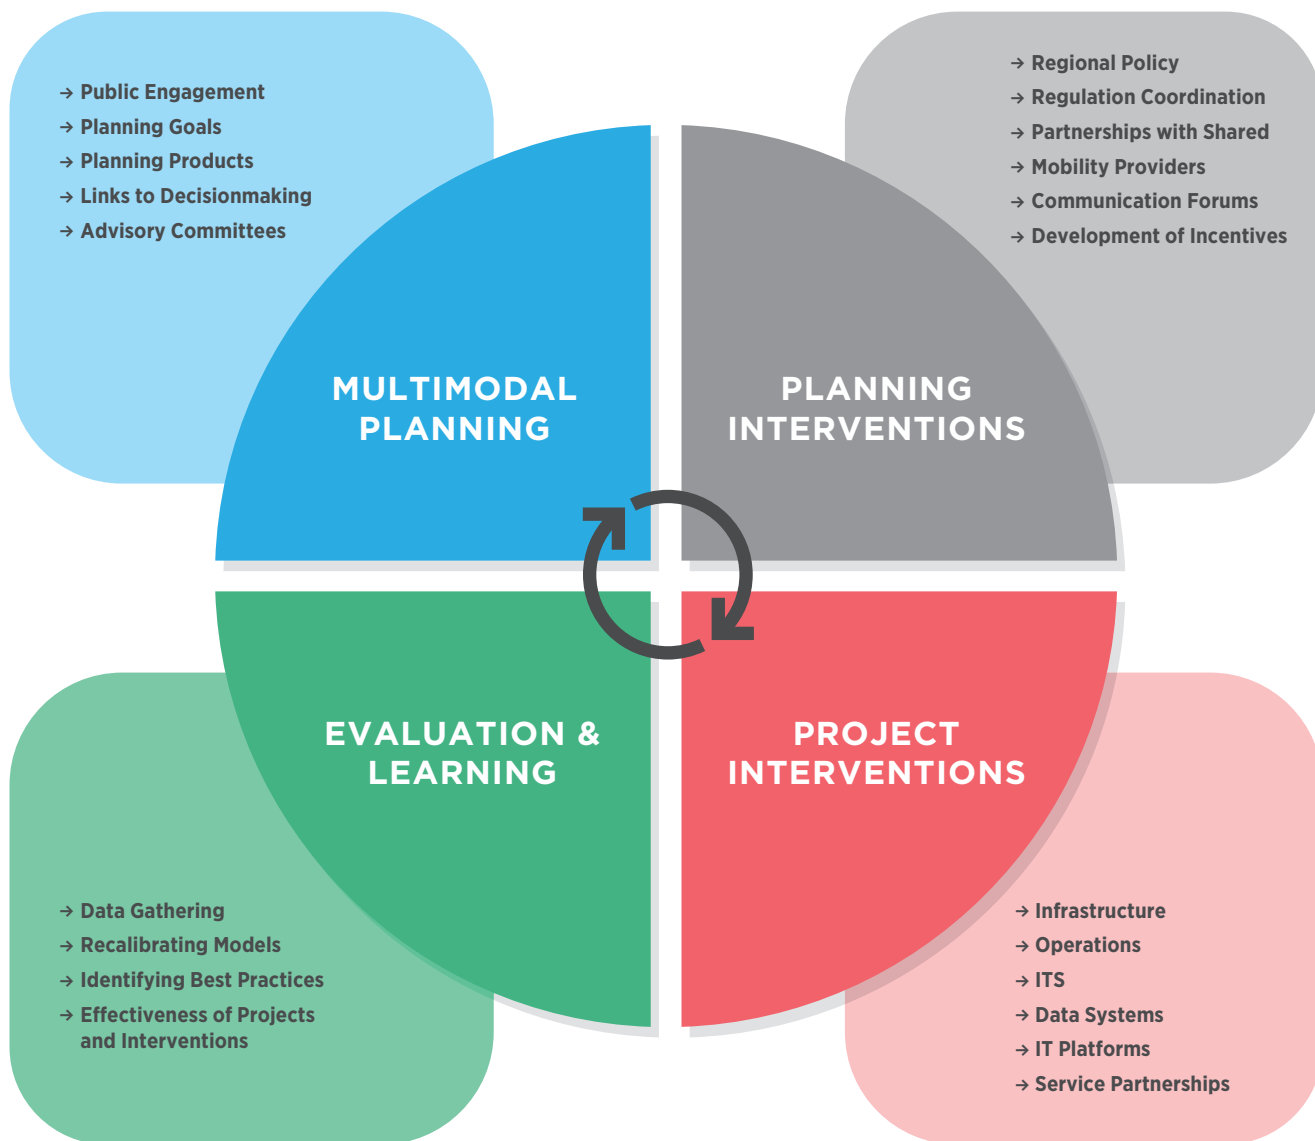 → Public Engagement
→ Planning Goals
→ Planning Products
→ Links to Decisionmaking
→ Advisory Committees
→ Regional Policy
→ Regulation Coordination
→ Partnerships with Shared
→ Mobility Providers
→ Communication Forums
→ Development of Incentives
MULTIMODAL
PLANNING
PLANNING
INTERVENTIONS
EVALUATION &
LEARNING
PROJECT
INTERVENTIONS
→ Data Gathering
→ Recalibrating Models
→ Identifying Best Practices
→ Effectiveness of Projects
and Interventions
→ Infrastructure
→ Operations
→ ITS
→ Data Systems
→ IT Platforms
→ Service Partnerships